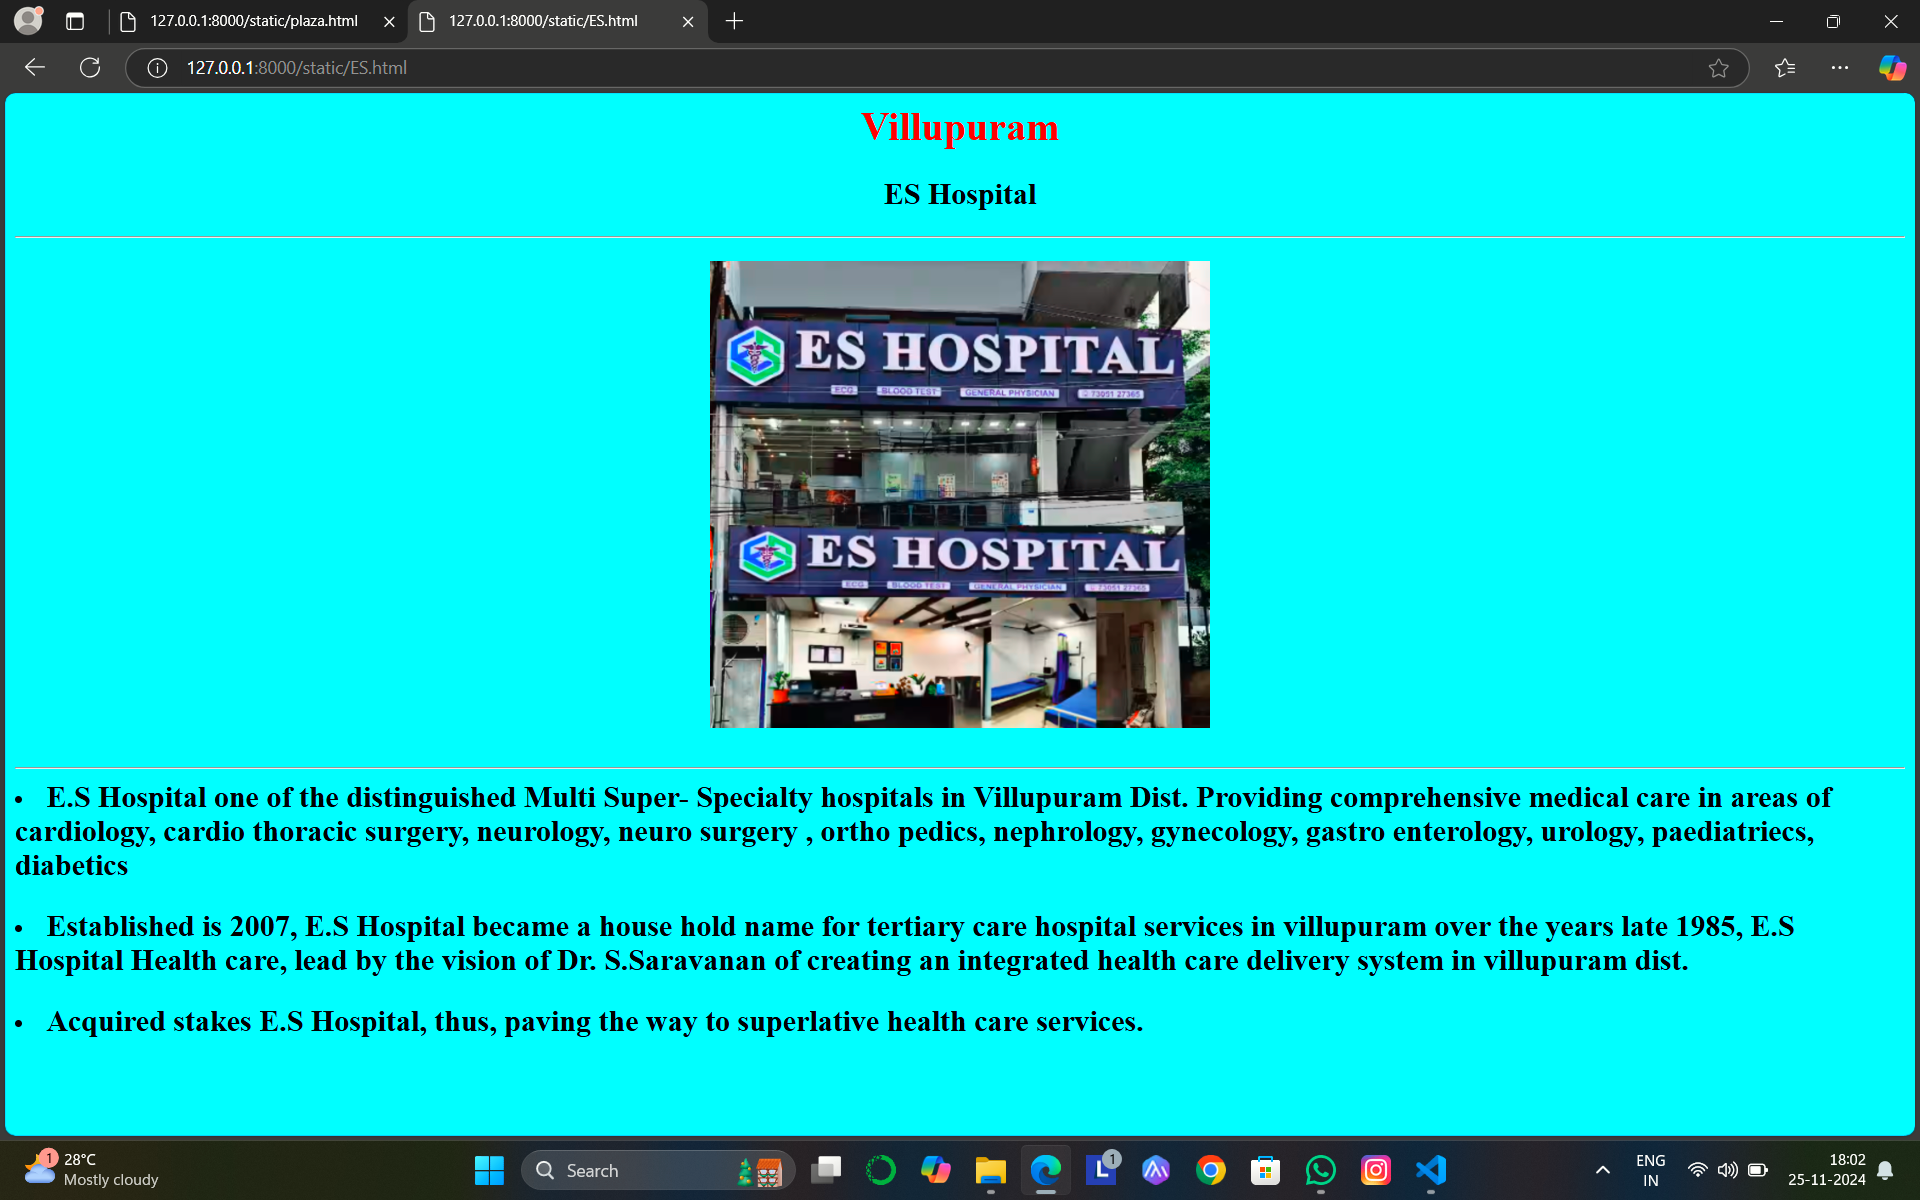 127.0.0.1:8000/static/plaza.html
127.0.0.1:8000/static/ES.html
127.0.0.1:8000/static/ES.html
Villupuram
ES Hospital
ES HOSPITAL
ECG BLOOD TEST GENERAL PHYSICIAN 73051 27365
ES HOSPITAL
ECG BLOOD TEST GENERAL PHYSICIAN 73051 27365
• E.S Hospital one of the distinguished Multi Super- Specialty hospitals in Villupuram Dist. Providing comprehensive medical care in areas of
cardiology, cardio thoracic surgery, neurology, neuro surgery , ortho pedics, nephrology, gynecology, gastro enterology, urology, paediatriecs,
diabetics
• Established is 2007, E.S Hospital became a house hold name for tertiary care hospital services in villupuram over the years late 1985, E.S
Hospital Health care, lead by the vision of Dr. S.Saravanan of creating an integrated health care delivery system in villupuram dist.
• Acquired stakes E.S Hospital, thus, paving the way to superlative health care services.
1
28°C
Mostly cloudy
Search
L
1
ENG
IN
18:02
25-11-2024